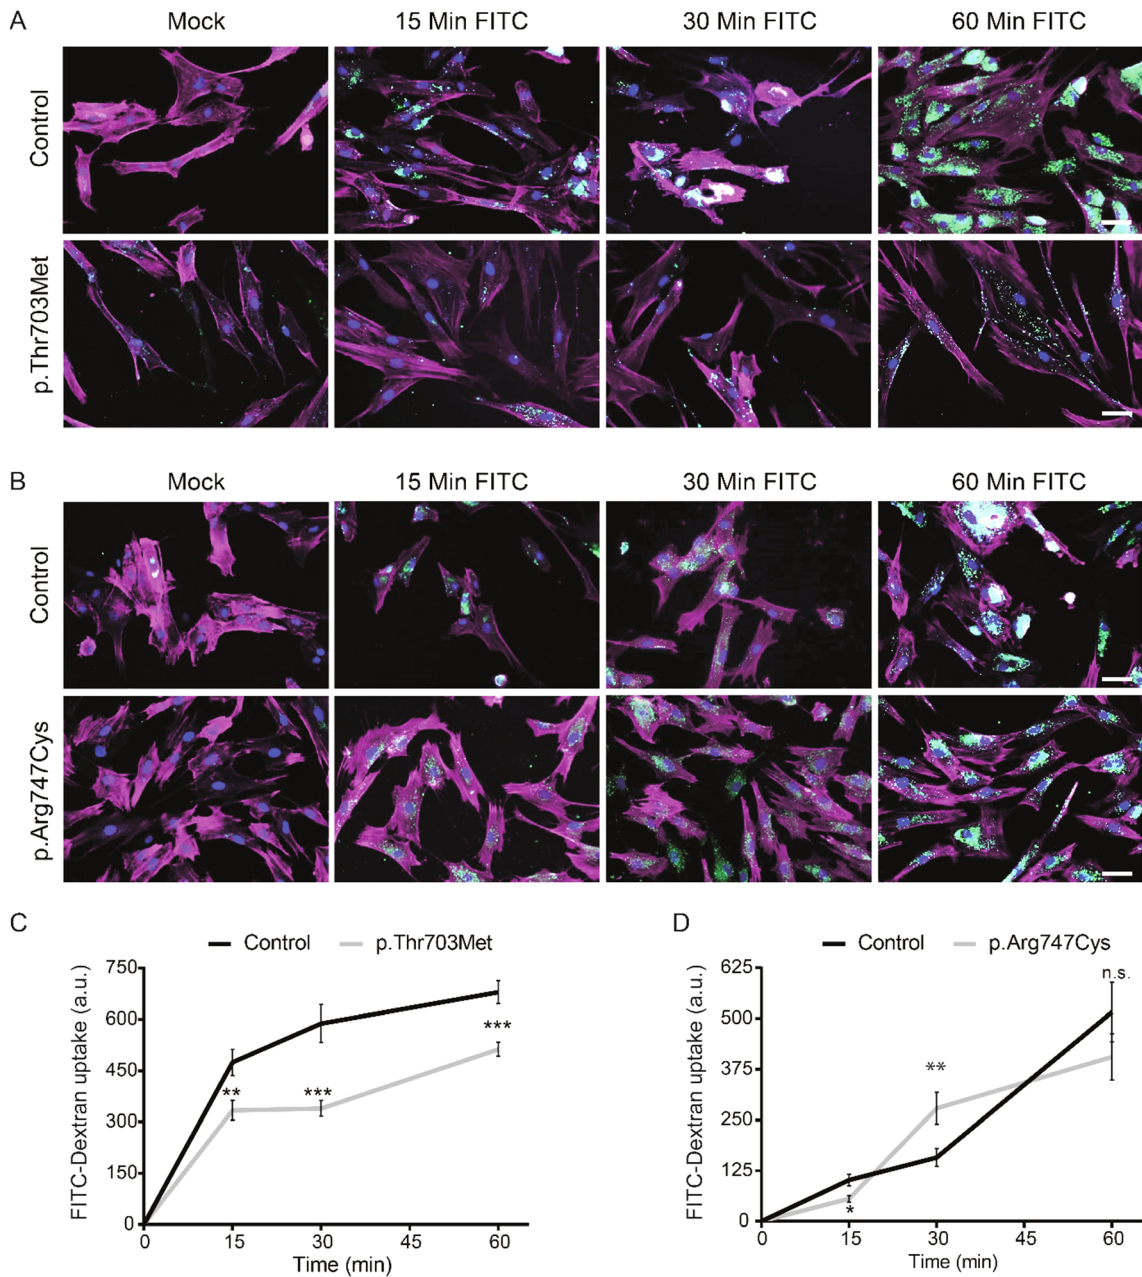 A
Mock 15 Min FITC 30 Min FITC 60 Min FITC
Control
p.Thr703Met
B
Mock 15 Min FITC 30 Min FITC 60 Min FITC
Control
p.Arg747Cys
C
Control p.Thr703Met
FITC-Dextran uptake (a.u.)
750
600
450
300
150
0
** *** ***
0 15 30 45 60
Time (min)
D
Control p.Arg747Cys
FITC-Dextran uptake (a.u.)
625
500
375
250
125
0
n.s.
**
*
0 15 30 45 60
Time (min)